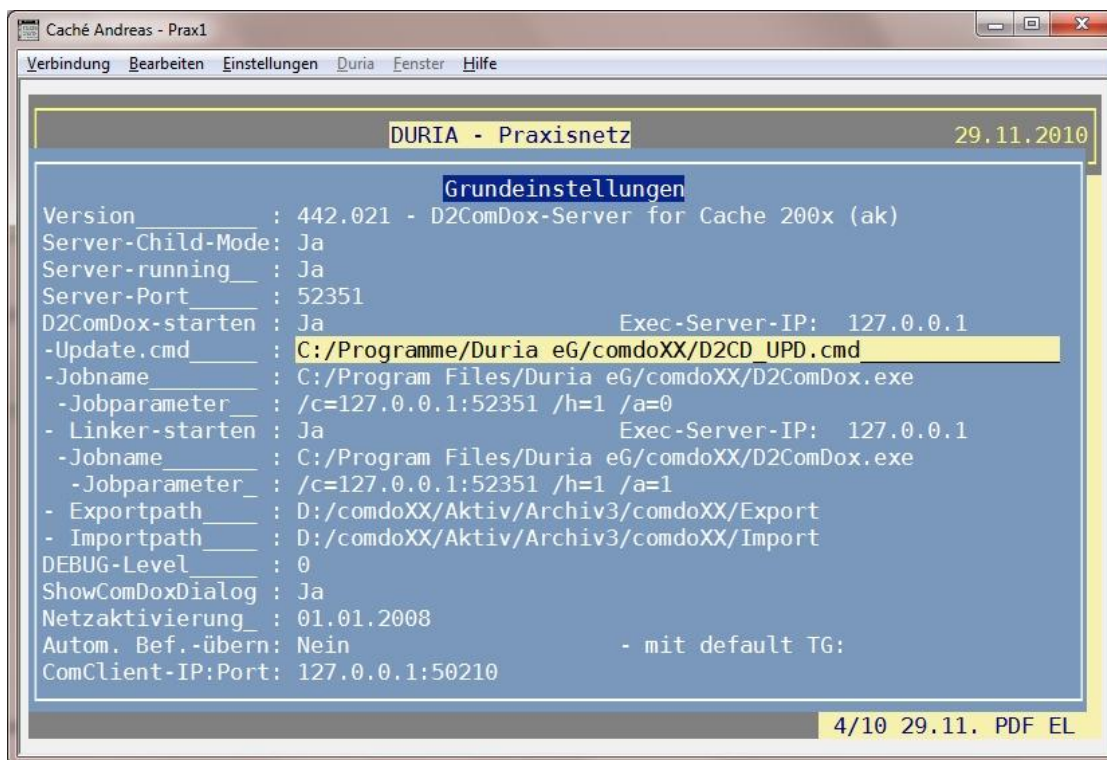 Caché Andreas - Prax1
Verbindung Bearbeiten Einstellungen Duria Fenster Hilfe
DURIA - Praxisnetz 29.11.2010
Grundeinstellungen
Version_________ : 442.021 - D2ComDox-Server for Cache 200x (ak)
Server-Child-Mode: Ja
Server-running__ : Ja
Server-Port_____ : 52351
D2ComDox-starten : Ja Exec-Server-IP: 127.0.0.1
-Update.cmd_____ : C:/Programme/Duria eG/comdoXX/D2CD_UPD.cmd_______________
-Jobname________ : C:/Program Files/Duria eG/comdoXX/D2ComDox.exe
-Jobparameter__ : /c=127.0.0.1:52351 /h=1 /a=0
- Linker-starten : Ja Exec-Server-IP: 127.0.0.1
-Jobname_______ : C:/Program Files/Duria eG/comdoXX/D2ComDox.exe
-Jobparameter_ : /c=127.0.0.1:52351 /h=1 /a=1
- Exportpath____ : D:/comdoXX/Aktiv/Archiv3/comdoXX/Export
- Importpath____ : D:/comdoXX/Aktiv/Archiv3/comdoXX/Import
DEBUG-Level_____ : 0
ShowComDoxDialog : Ja
Netzaktivierung_ : 01.01.2008
Autom. Bef.-übern: Nein - mit default TG:
ComClient-IP:Port: 127.0.0.1:50210
4/10 29.11. PDF EL